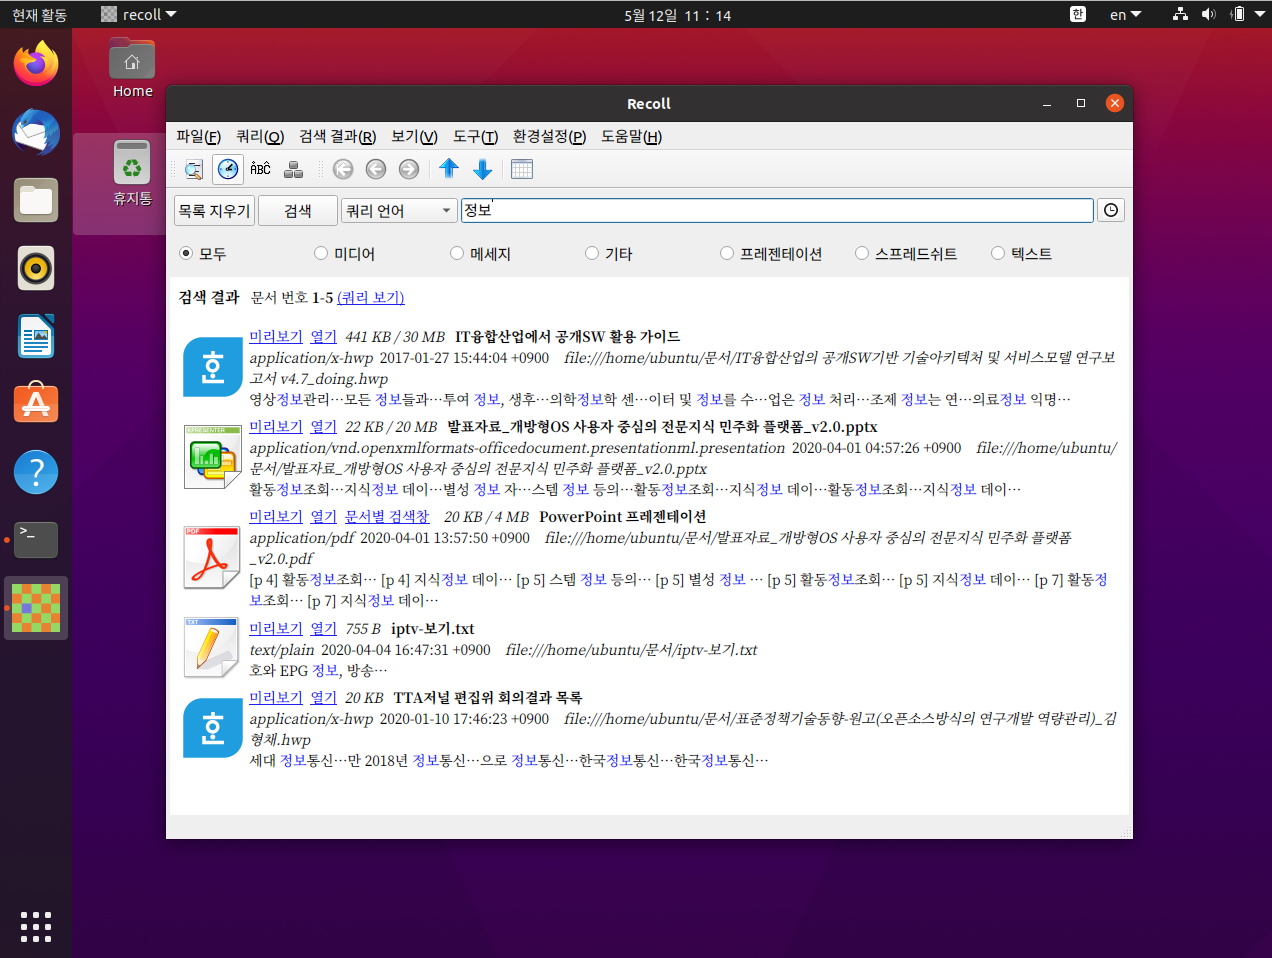 현재 활동
recoll
5월 12일 11 : 14
한
en
Home
휴지통
Recoll
파일(F) 쿼리(Q) 검색 결과(R) 보기(V) 도구(T) 환경설정(P) 도움말(H)
ÀḃĈ
목록 지우기 검색 쿼리 언어 정보
모두 미디어 메세지 기타 프레젠테이션 스프레드쉬트 텍스트
검색 결과 문서 번호 1-5 (쿼리 보기)
미리보기 열기 441 KB / 30 MB IT융합산업에서 공개SW 활용 가이드
application/x-hwp 2017-01-27 15:44:04 +0900 file:///home/ubuntu/문서/IT융합산업의 공개SW기반 기술아키텍처 및 서비스모델 연구보
고서 v4.7_doing.hwp
영상정보관리…모든 정보들과…투여 정보, 생후…의학정보학 센…이터 및 정보를 수…업은 정보 처리…조제 정보는 연…의료정보 익명…
미리보기 열기 22 KB / 20 MB 발표자료_개방형OS 사용자 중심의 전문지식 민주화 플랫폼_v2.0.pptx
application/vnd.openxmlformats-officedocument.presentationml.presentation 2020-04-01 04:57:26 +0900 file:///home/ubuntu/
문서/발표자료_개방형OS 사용자 중심의 전문지식 민주화 플랫폼_v2.0.pptx
활동정보조회…지식정보 데이…별성 정보 자…스템 정보 등의…활동정보조회…지식정보 데이…활동정보조회…지식정보 데이…
미리보기 열기 문서별 검색창 20 KB / 4 MB PowerPoint 프레젠테이션
PDF
application/pdf 2020-04-01 13:57:50 +0900 file:///home/ubuntu/문서/발표자료_개방형OS 사용자 중심의 전문지식 민주화 플랫폼
_v2.0.pdf
[p 4] 활동정보조회… [p 4] 지식정보 데이… [p 5] 스템 정보 등의… [p 5] 별성 정보 … [p 5] 활동정보조회… [p 5] 지식정보 데이… [p 7] 활동정
보조회… [p 7] 지식정보 데이…
TXT
미리보기 열기 755 B iptv-보기.txt
text/plain 2020-04-04 16:47:31 +0900 file:///home/ubuntu/문서/iptv-보기.txt
호와 EPG 정보, 방송…
미리보기 열기 20 KB TTA저널 편집위 회의결과 목록
application/x-hwp 2020-01-10 17:46:23 +0900 file:///home/ubuntu/문서/표준정책기술동향-원고(오픈소스방식의 연구개발 역량관리)_김
형채.hwp
세대 정보통신…만 2018년 정보통신…으로 정보통신…한국정보통신…한국정보통신…